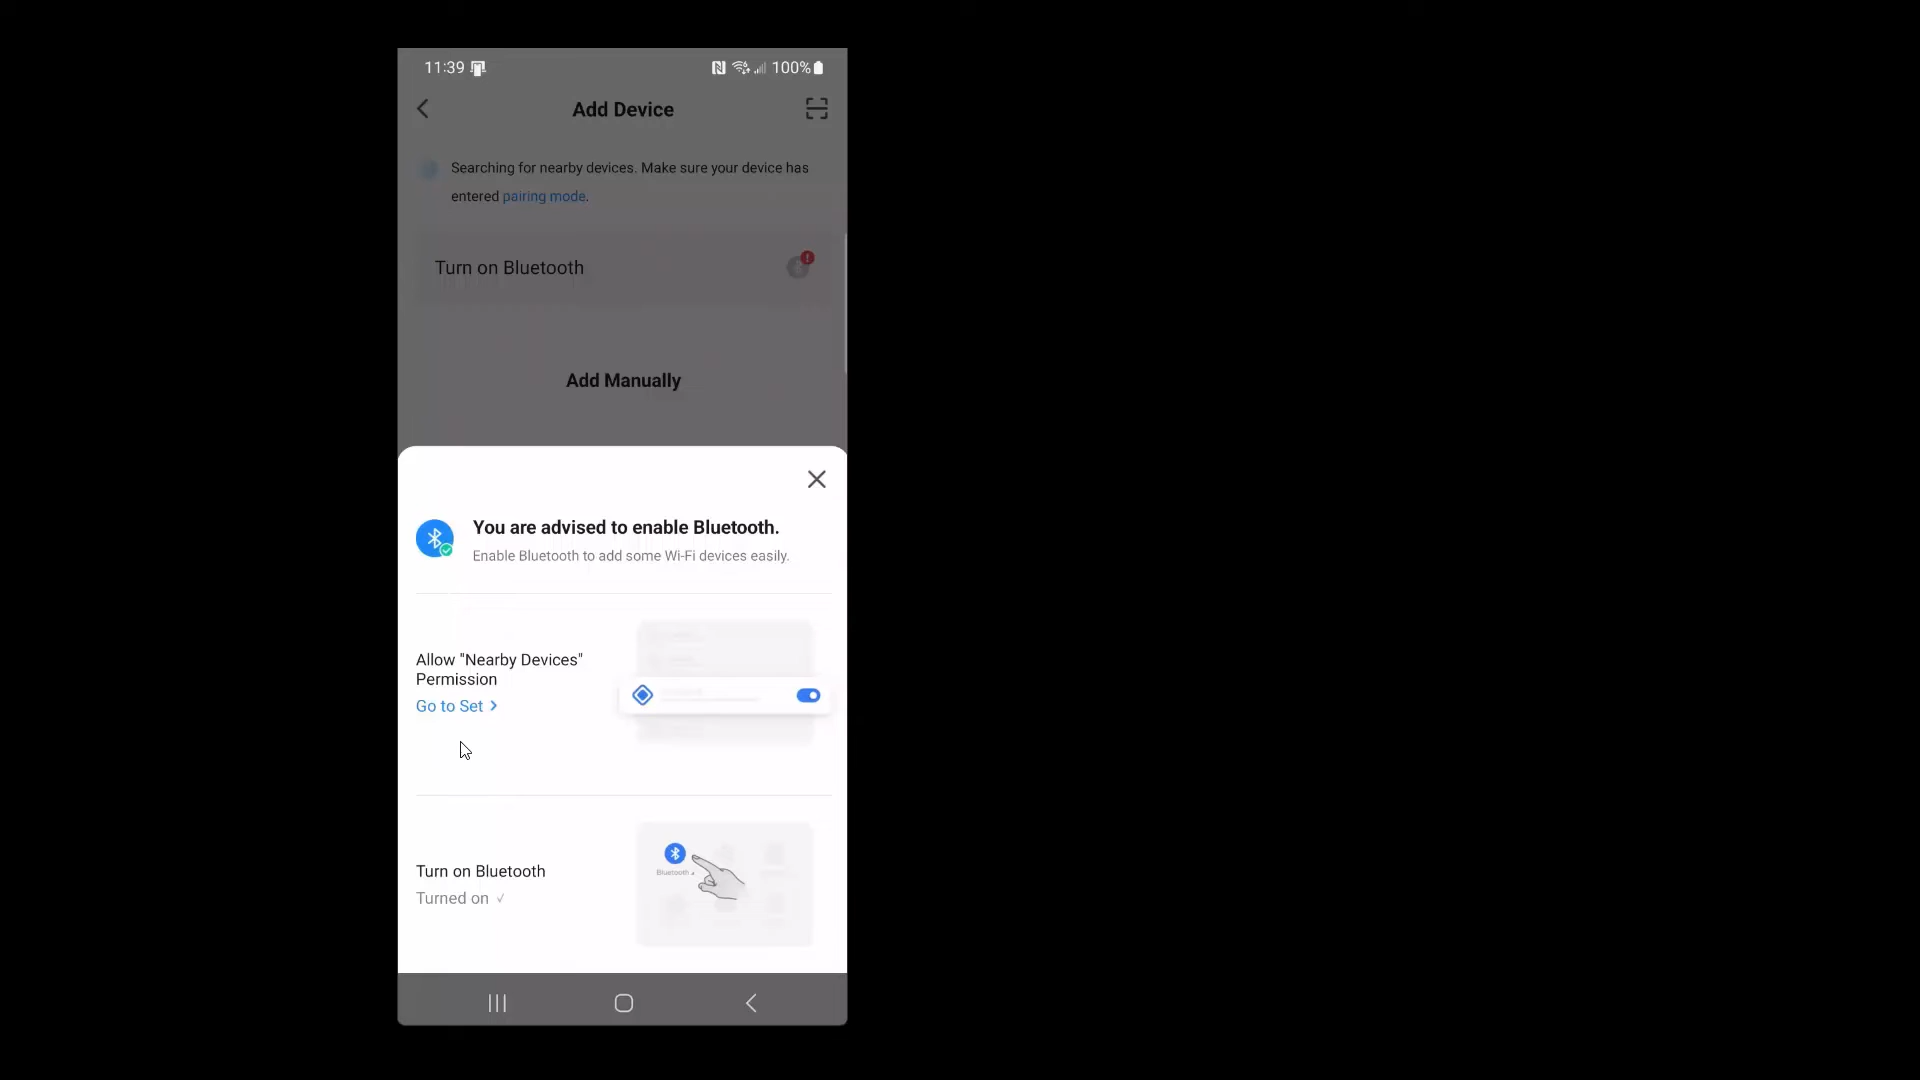 11:39
100%
Add Device
Searching for nearby devices. Make sure your device has
entered pairing mode.
Turn on Bluetooth
Add Manually
You are advised to enable Bluetooth.
Enable Bluetooth to add some Wi-Fi devices easily.
Allow "Nearby Devices"
Permission
Go to Set >
Turn on Bluetooth
Turned on ✓
Bluetooth